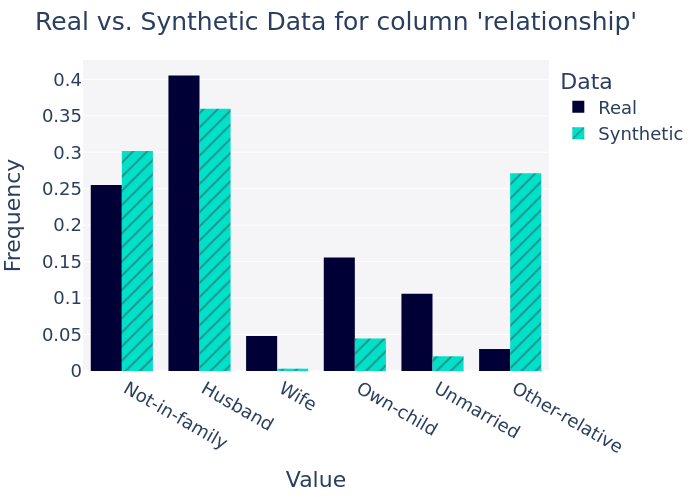 Real vs. Synthetic Data for column 'relationship'
Data
Real
Synthetic
Frequency
0.4
0.35
0.3
0.25
0.2
0.15
0.1
0.05
0
Not-in-family
Husband
Wife
Own-child
Unmarried
Other-relative
Value